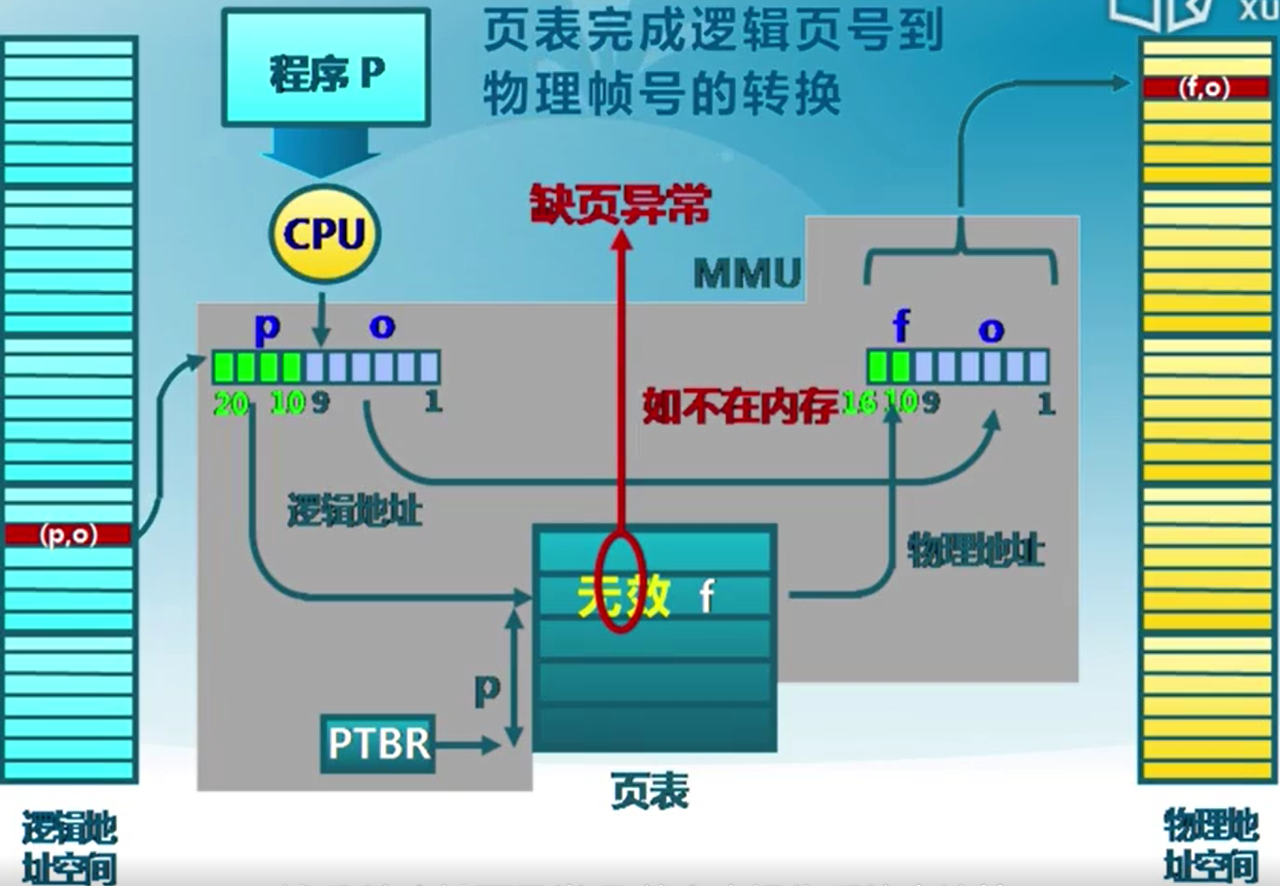 页表完成逻辑页号到
物理帧号的转换
xu
程序 P
(f,o)
缺页异常
CPU
MMU
p o
f o
20 10 9 1
如不在内存
16 10 9 1
逻辑地址
(p,o)
物理地址
无效 f
p
PTBR
页表
逻辑地
址空间
物理地
址空间